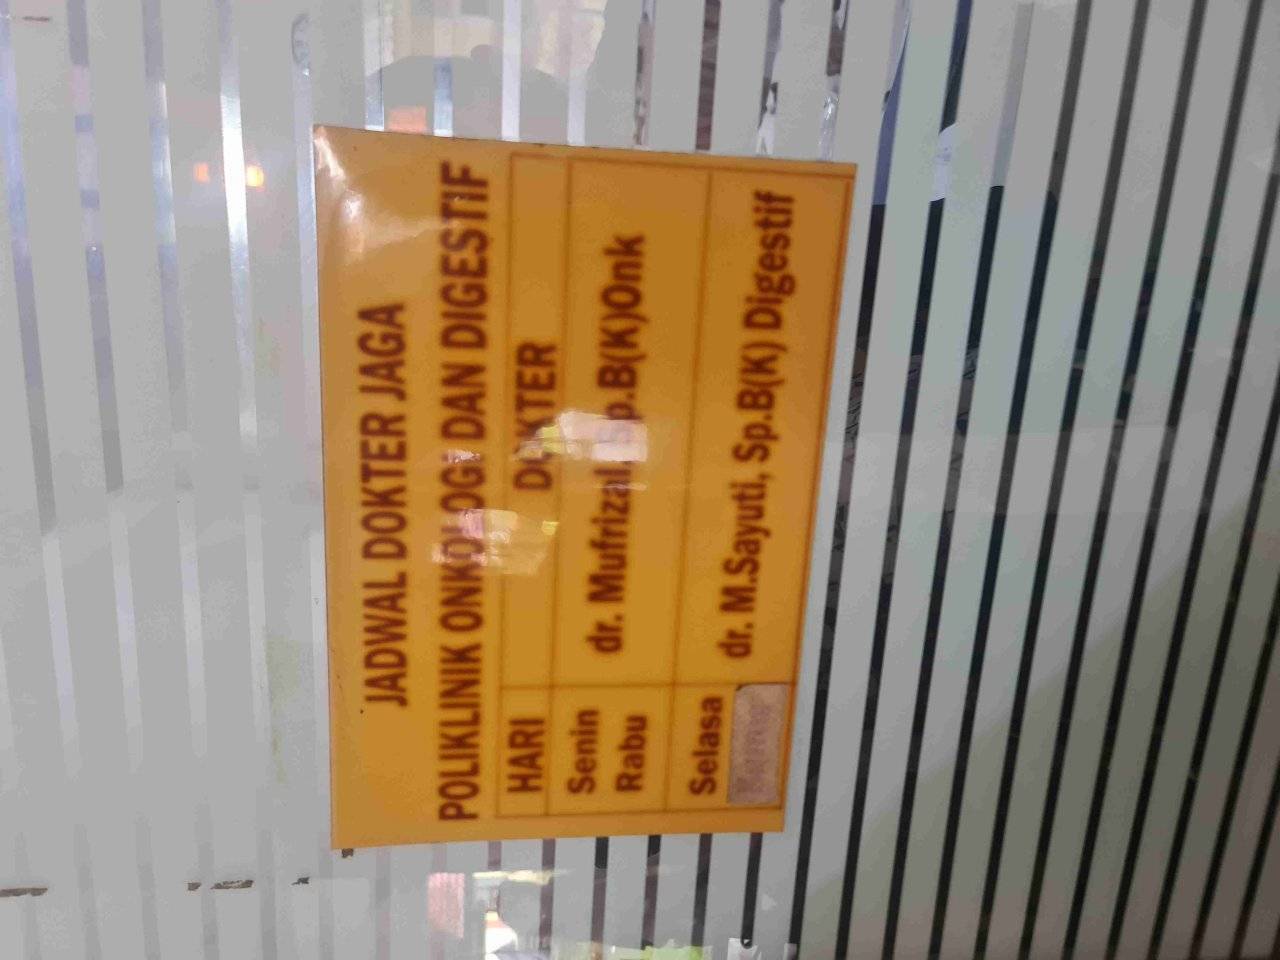 JADWAL DOKTER JAGA
POLIKLINIK ONKOLOGI DAN DIGESTIF
HARI DOKTER
Senin
Rabu
dr. Mufrizal, Sp.B(K)Onk
Selasa
dr. M.Sayuti, Sp.B(K) Digestif